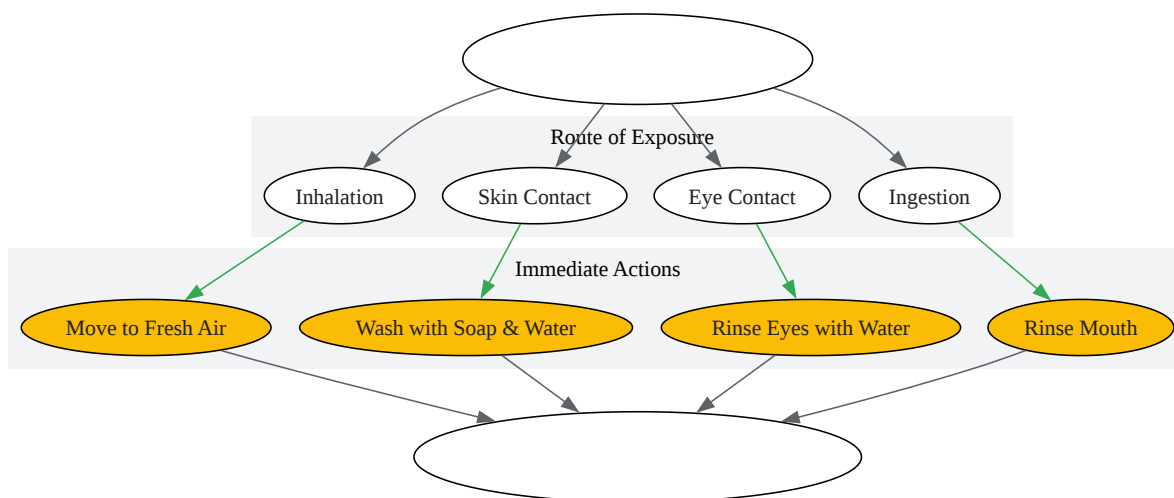 Route of Exposure
Inhalation
Skin Contact
Eye Contact
Ingestion
Immediate Actions
Move to Fresh Air
Wash with Soap & Water
Rinse Eyes with Water
Rinse Mouth